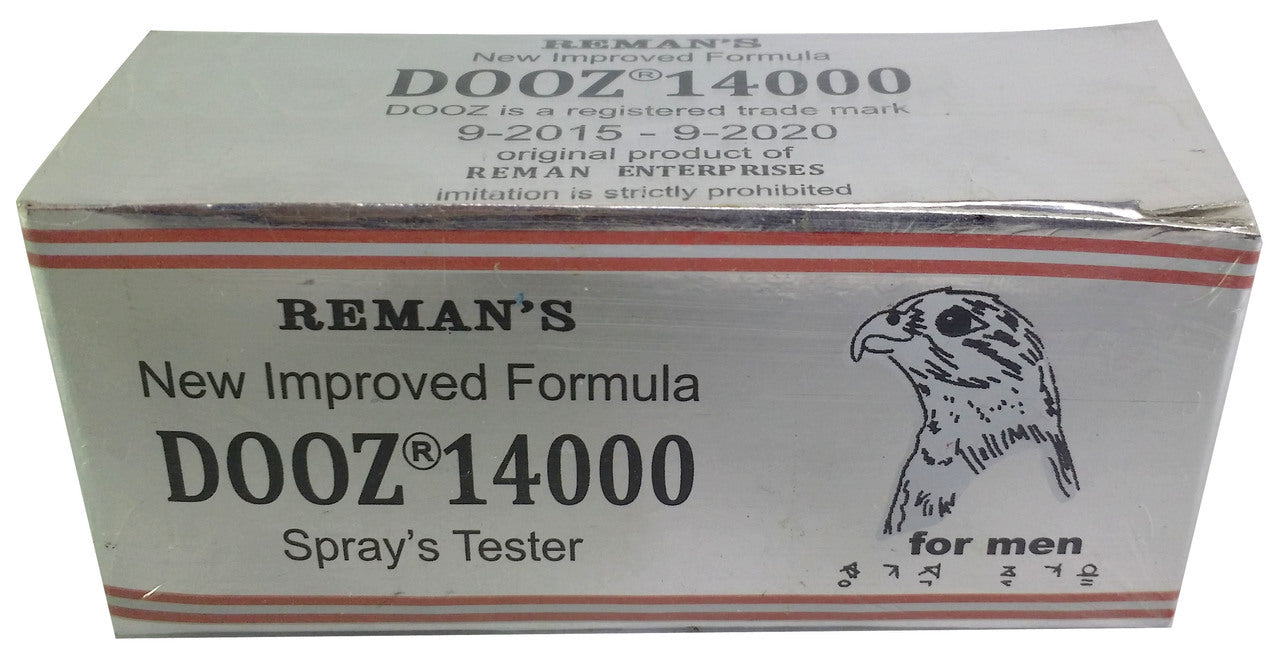 REMAN'S
New Improved Formula
DOOZ®14000
DOOZ is a registered trade mark
9-2015 - 9-2020
original product of
REMAN ENTERPRISES
imitation is strictly prohibited
REMAN'S
New Improved Formula
DOOZ®14000
Spray's Tester
for men